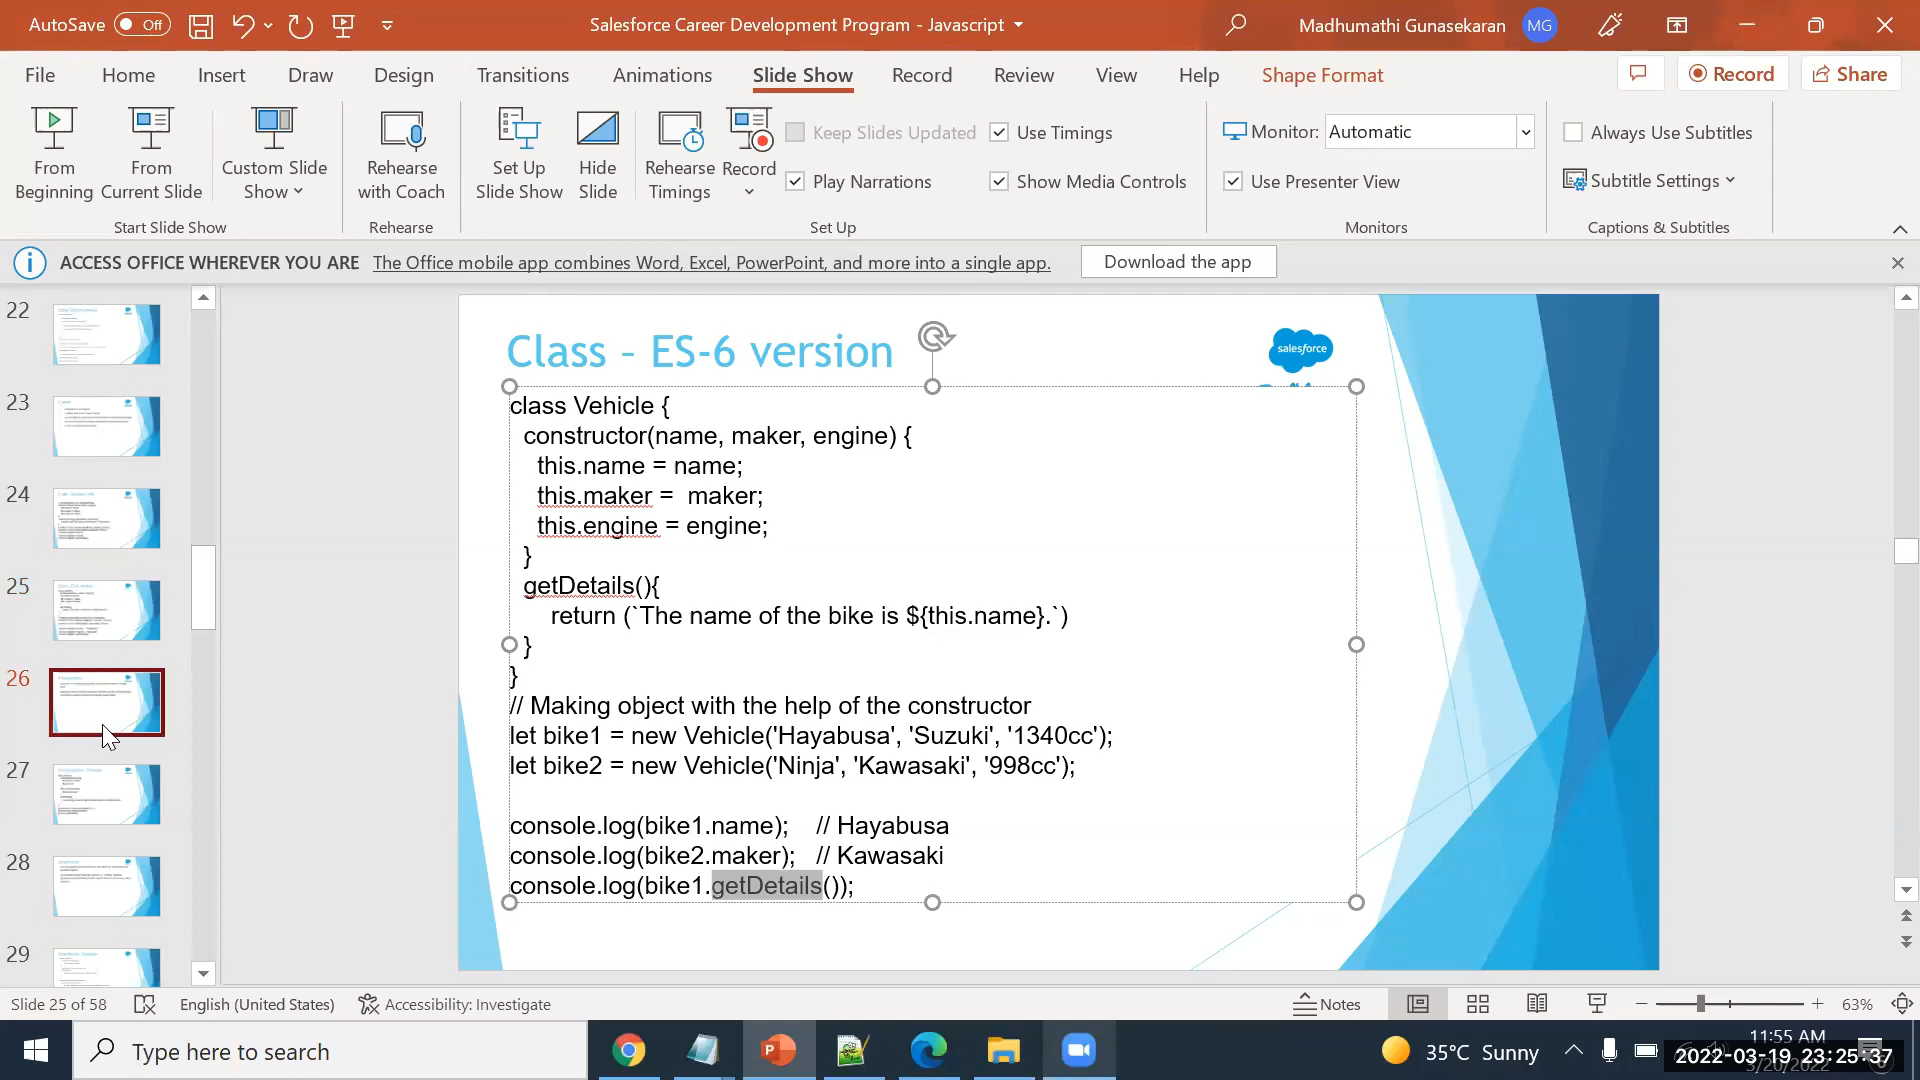 AutoSave Off
Salesforce Career Development Program - Javascript
Madhumathi Gunasekaran MG
File Home Insert Draw Design Transitions Animations Slide Show Record Review View Help Shape Format
Record
Share
From Beginning
From Current Slide
Custom Slide Show
Start Slide Show
Rehearse with Coach
Rehearse
Set Up Slide Show
Hide Slide
Rehearse Timings
Record
Keep Slides Updated
Play Narrations
Use Timings
Show Media Controls
Set Up
Monitor: Automatic
Use Presenter View
Monitors
Always Use Subtitles
Subtitle Settings
Captions & Subtitles
ACCESS OFFICE WHEREVER YOU ARE The Office mobile app combines Word, Excel, PowerPoint, and more into a single app. Download the app
22
23
24
25
26
27
28
29
Class - ES-6 version
salesforce
class Vehicle {
constructor(name, maker, engine) {
this.name = name;
this.maker =  maker;
this.engine = engine;
}
getDetails(){
return (`The name of the bike is ${this.name}.`)
}
}
// Making object with the help of the constructor
let bike1 = new Vehicle('Hayabusa', 'Suzuki', '1340cc');
let bike2 = new Vehicle('Ninja', 'Kawasaki', '998cc');
console.log(bike1.name);    // Hayabusa
console.log(bike2.maker);   // Kawasaki
console.log(bike1.getDetails());
Slide 25 of 58
English (United States)
Accessibility: Investigate
Notes
63%
Type here to search
35°C Sunny
11:55 AM
3/20/2022
2022-03-19 23:25:37